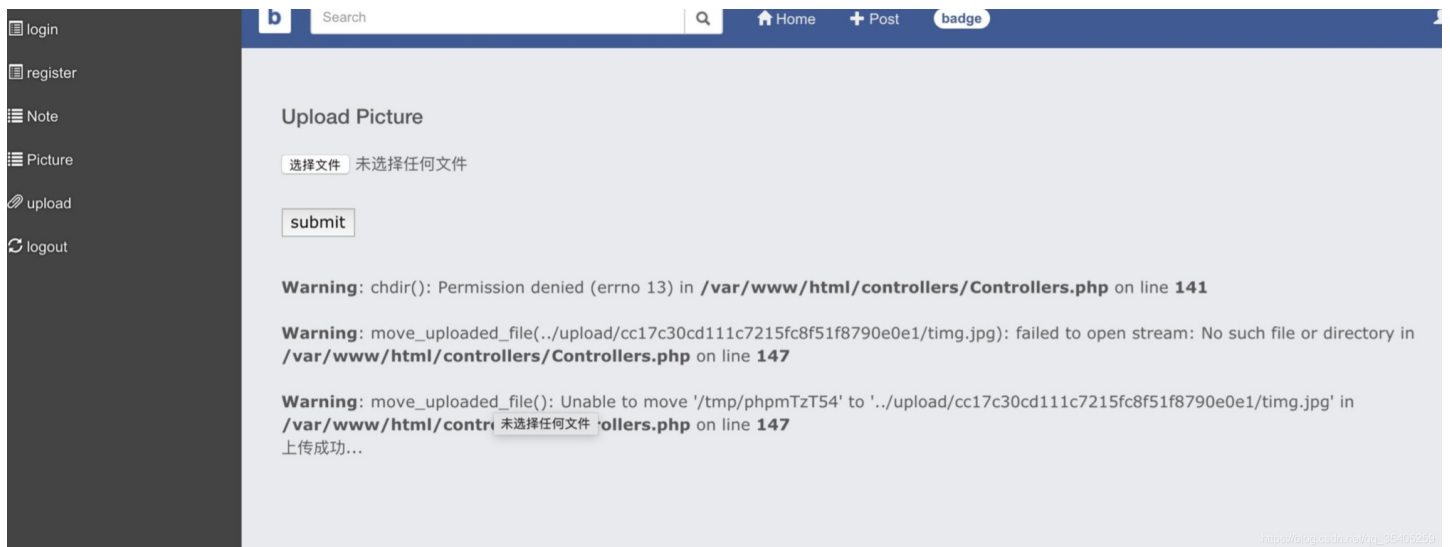 login
register
Note
Picture
upload
logout
b Search Home Post badge
Upload Picture
选择文件 未选择任何文件
submit
Warning: chdir(): Permission denied (errno 13) in /var/www/html/controllers/Controllers.php on line 141
Warning: move_uploaded_file(../upload/cc17c30cd111c7215fc8f51f8790e0e1/timg.jpg): failed to open stream: No such file or directory in
/var/www/html/controllers/Controllers.php on line 147
Warning: move_uploaded_file(): Unable to move '/tmp/phpmTzT54' to '../upload/cc17c30cd111c7215fc8f51f8790e0e1/timg.jpg' in
/var/www/html/contr 未选择任何文件 ollers.php on line 147
上传成功...
https://blog.csdn.net/qq_35405259